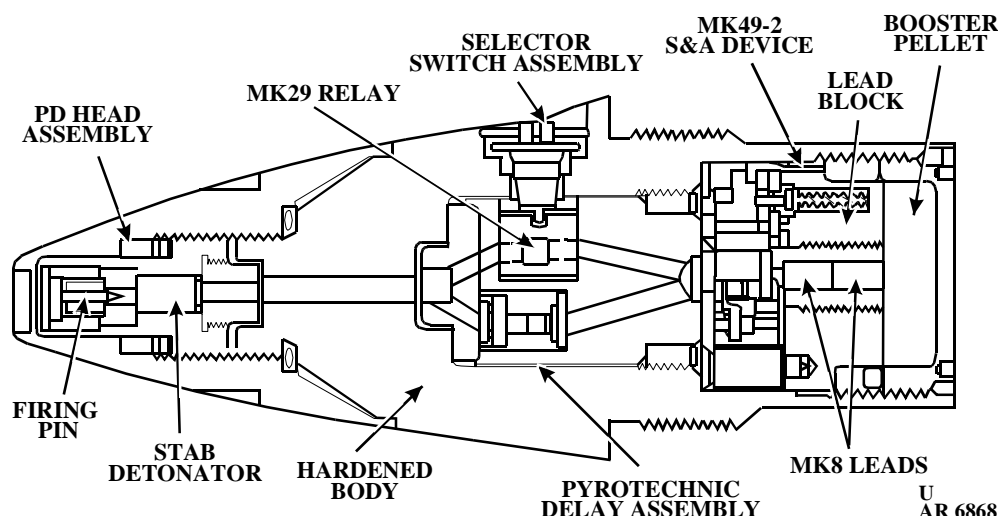 MK49-2
S&A DEVICE
BOOSTER
PELLET
SELECTOR
SWITCH ASSEMBLY
LEAD
BLOCK
MK29 RELAY
PD HEAD
ASSEMBLY
FIRING
PIN
STAB
DETONATOR
HARDENED
BODY
PYROTECHNIC
DELAY ASSEMBLY
MK8 LEADS
U
AR 6868